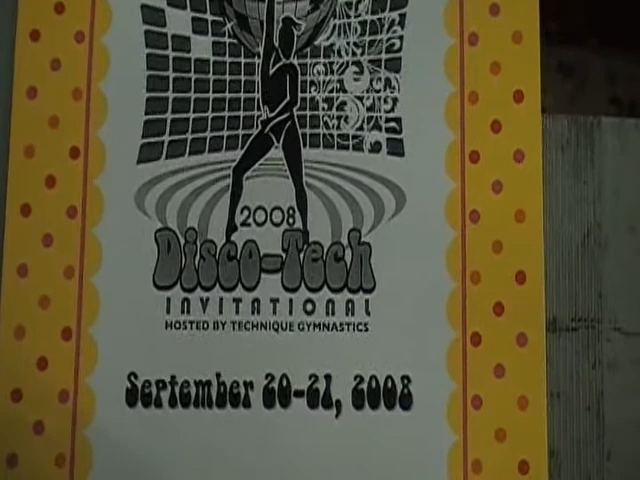 2008
Disco-Tech
INVITATIONAL
HOSTED BY TECHNIQUE GYMNASTICS
September 20-21, 2008